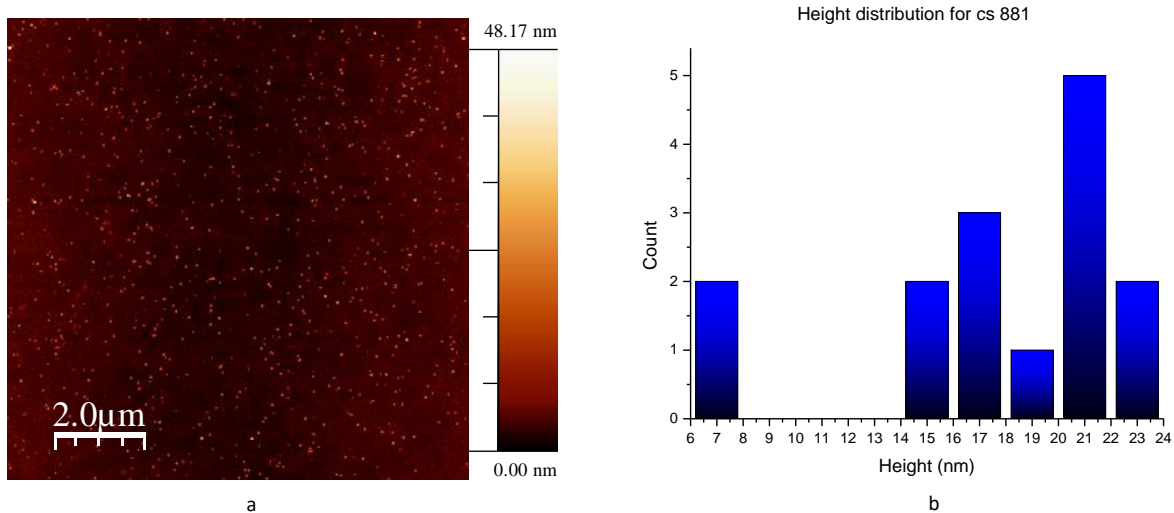 48.17 nm
2.0µm
0.00 nm
a
Height distribution for cs 881
Count
5
4
3
2
1
0
6 7 8 9 10 11 12 13 14 15 16 17 18 19 20 21 22 23 24
Height (nm)
b